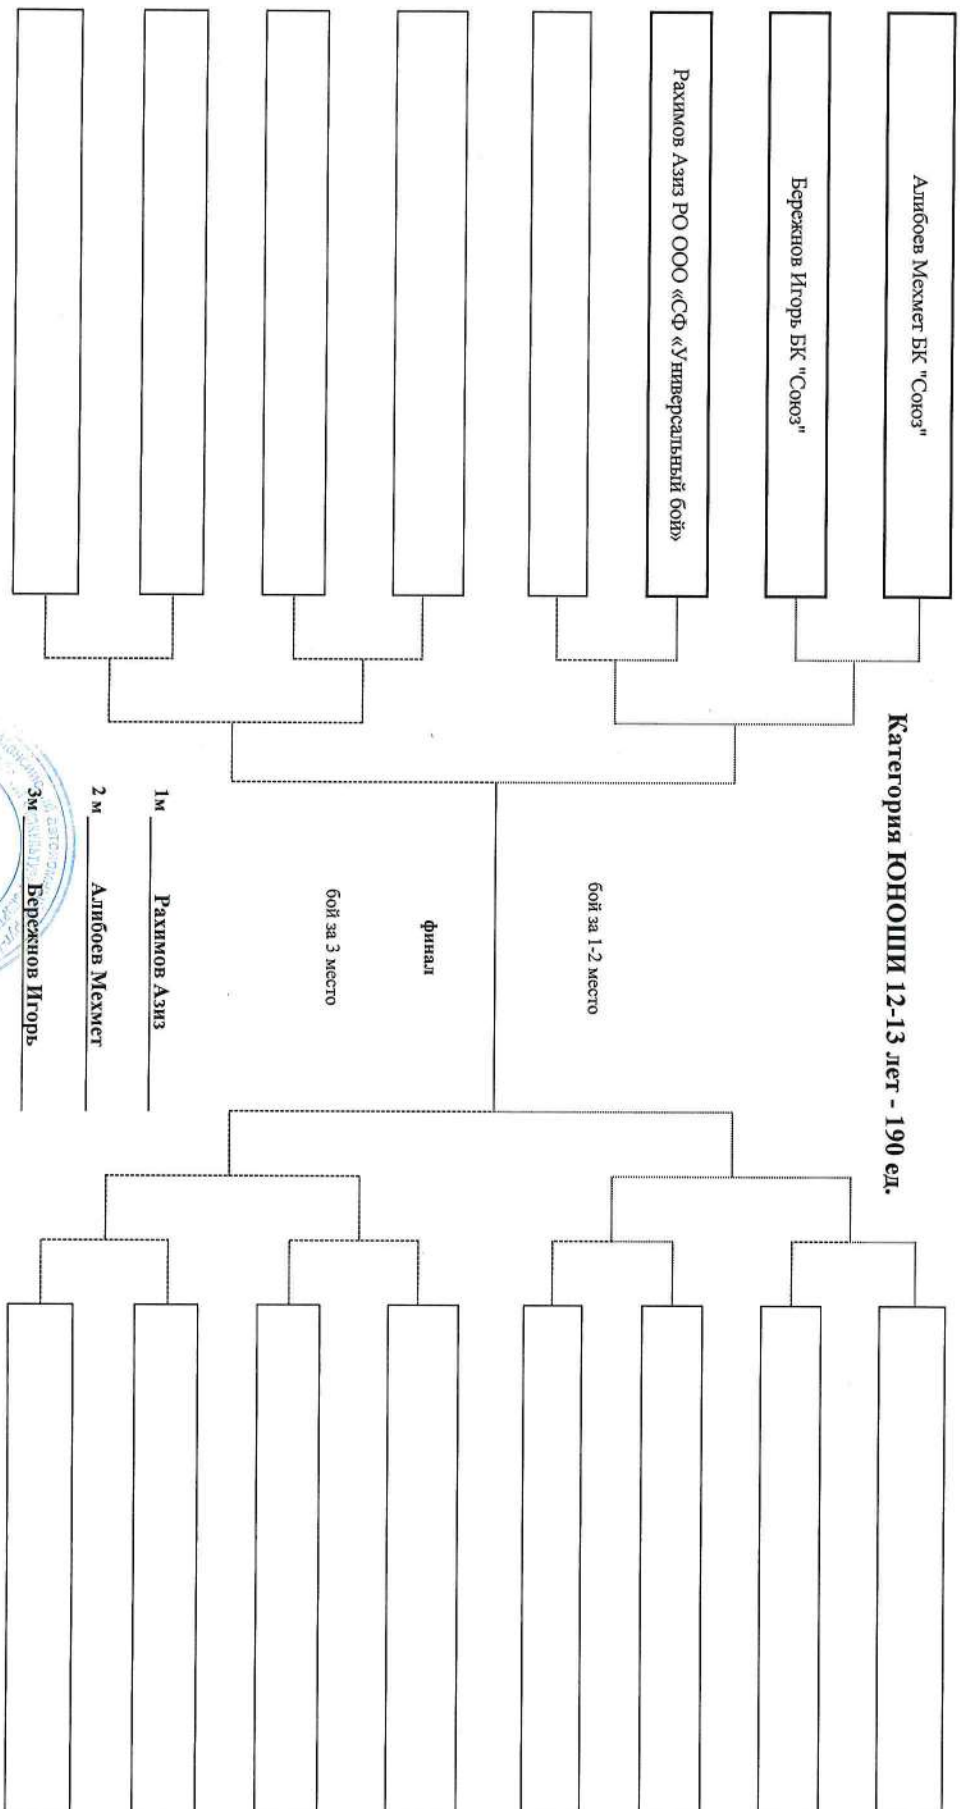 Категория ЮНОШИ 12-13 лет - 190 ед.
Алибоев Мехмет БК "Союз"
Бережнов Игорь БК "Союз"
Рахимов Азиз РО ООО «СФ «Универсальный бой»
бой за 1-2 место
финал
бой за 3 место
1м Рахимов Азиз
2 м Алибоев Мехмет
3м Бережнов Игорь